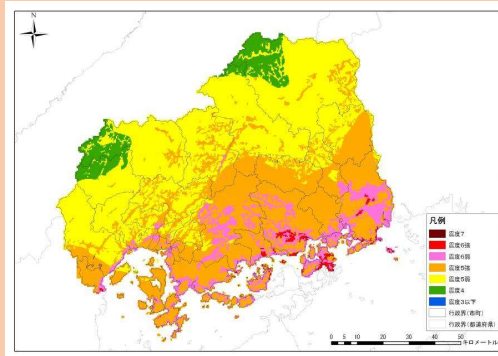 N
凡例
震度7
震度6強
震度6弱
震度5強
震度5弱
震度4
震度3以下
行政界(市町)
行政界(都道府県)
0 5 10 20 30 40 50
キロメートル